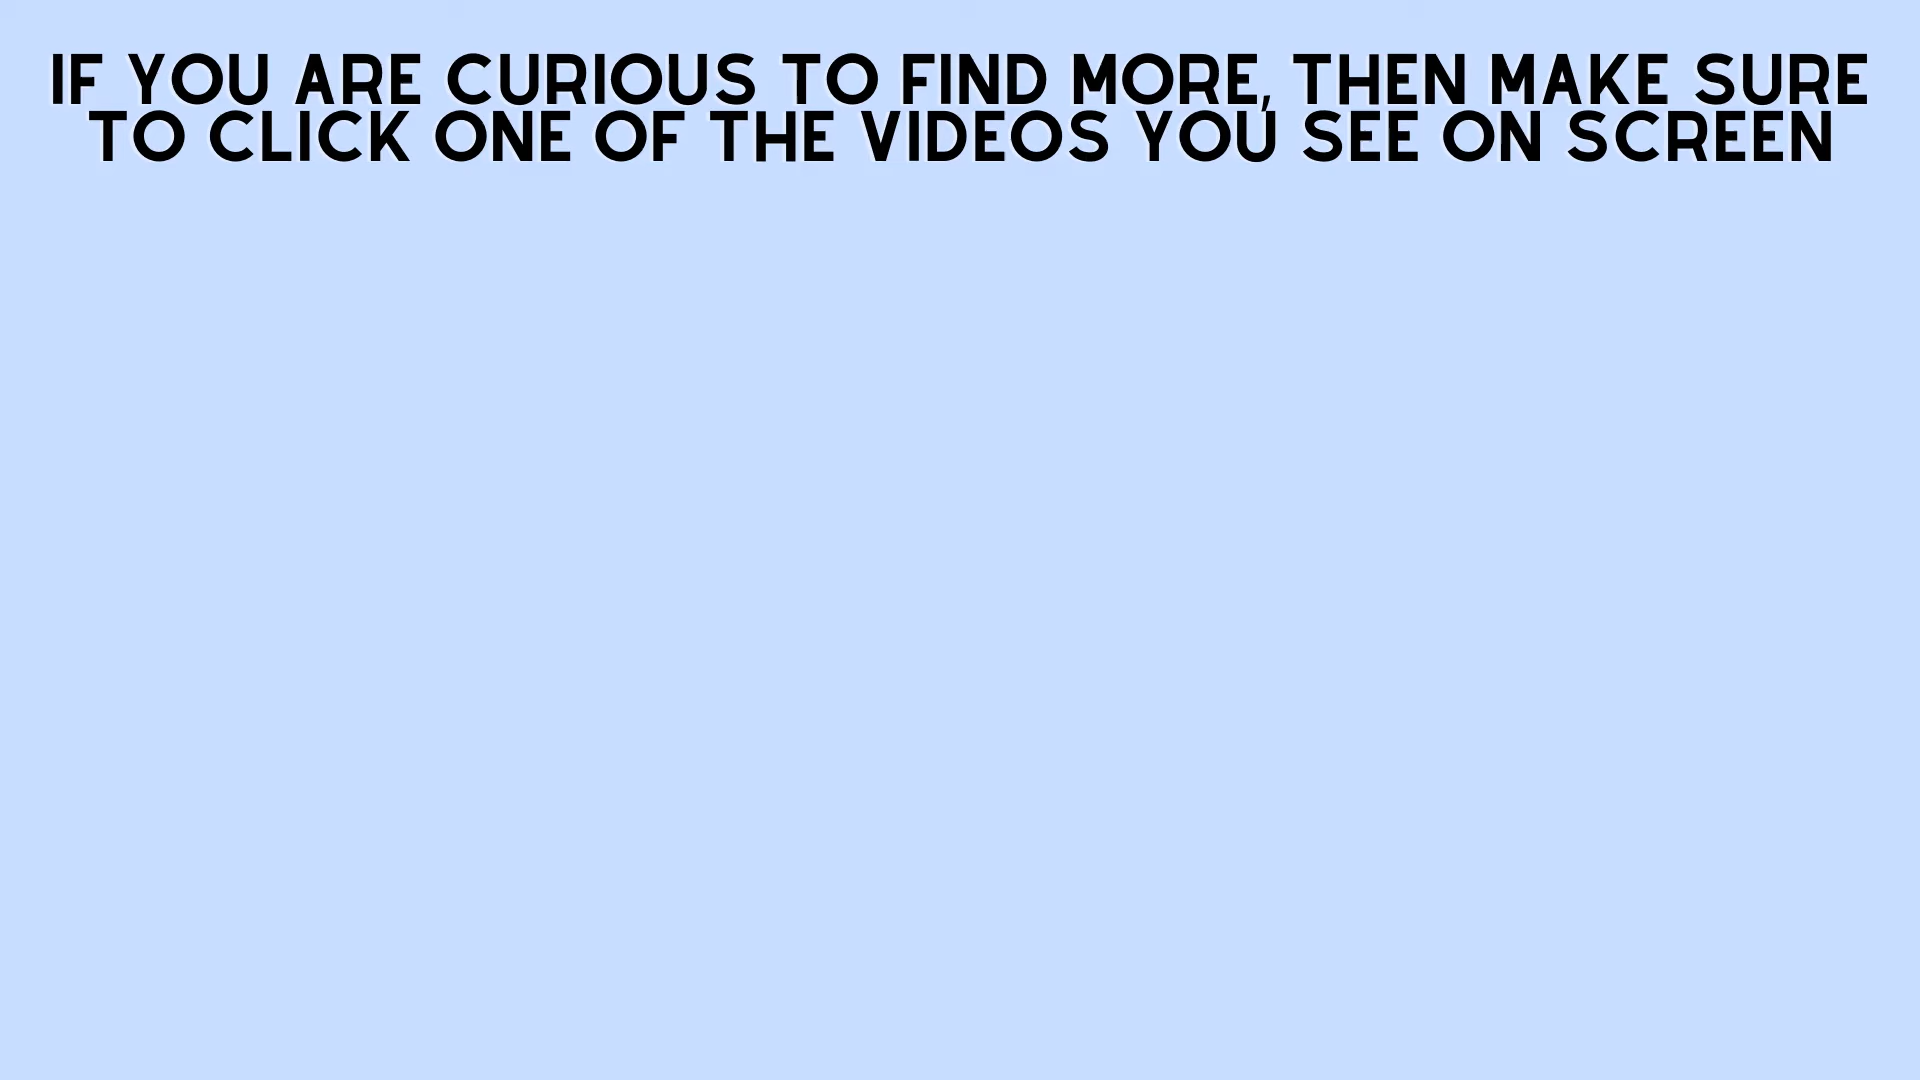 IF YOU ARE CURIOUS TO FIND MORE, THEN MAKE SURE
TO CLICK ONE OF THE VIDEOS YOU SEE ON SCREEN